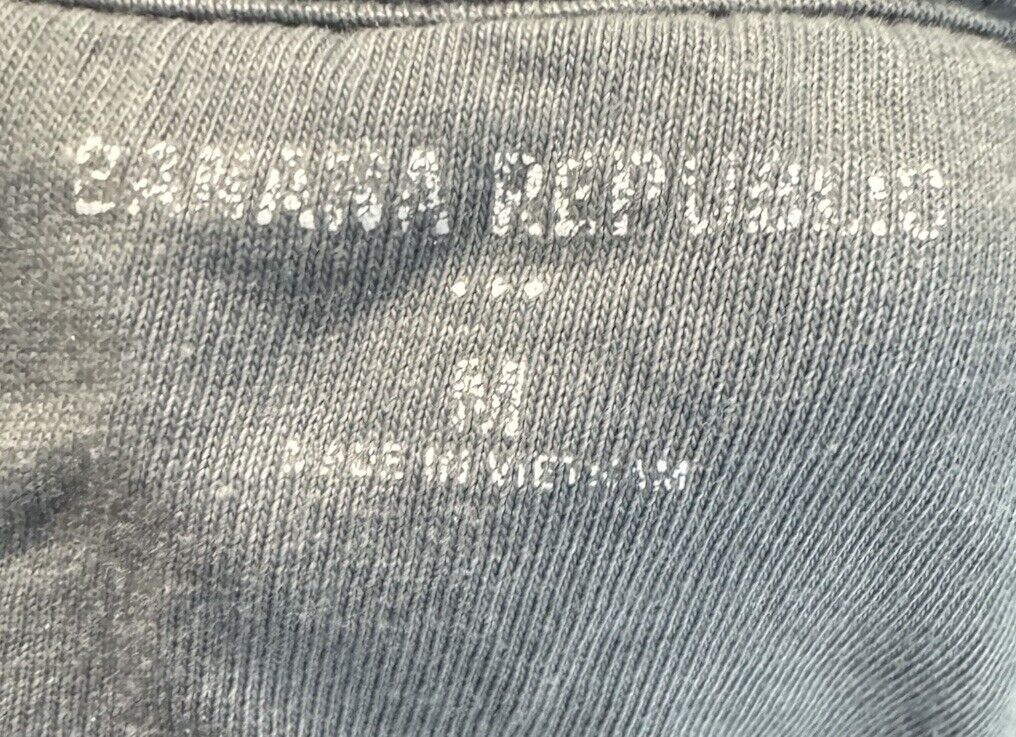 BANANA REPUBLIC
...
M
MADE IN VIETNAM